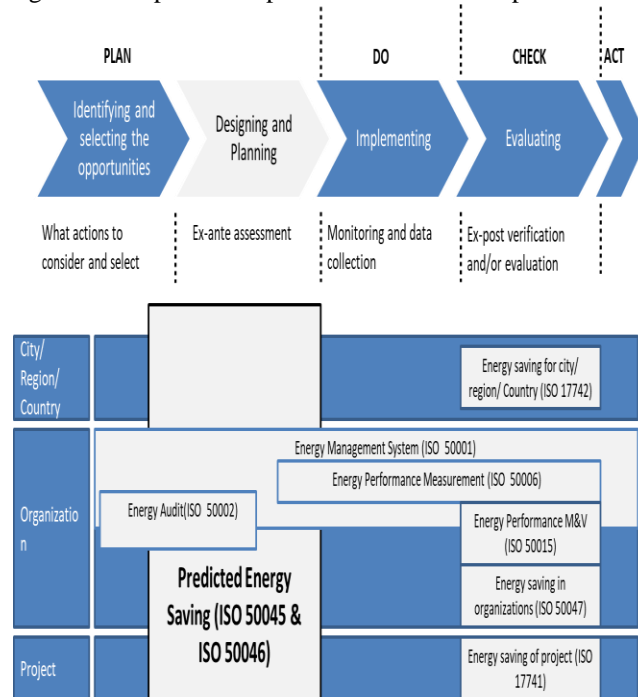 PLAN
DO
CHECK
ACT
Identifying and
selecting the
opportunities
Designing and
Planning
Implementing
Evaluating
What actions to
consider and select
Ex-ante assessment
Monitoring and data
collection
Ex-post verification
and/or evaluation
City/
Region/
Country
Energy saving for city/
region/ Country (ISO 17742)
Energy Management System (ISO 50001)
Energy Performance Measurement (ISO 50006)
Energy Audit(ISO 50002)
Organizatio
n
Energy Performance M&V
(ISO 50015)
Energy saving in
organizations (ISO 50047)
Predicted Energy
Saving (ISO 50045 &
ISO 50046)
Project
Energy saving of project (ISO
17741)